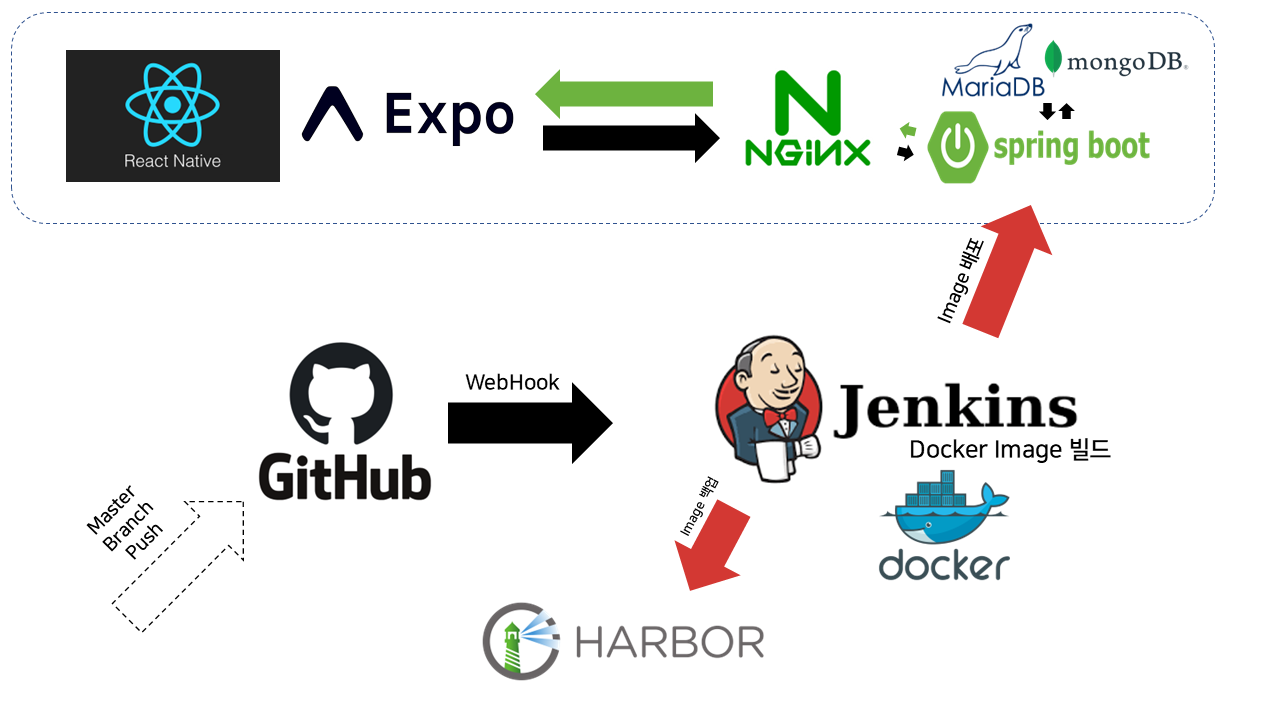 React Native
Expo
NGINX
MariaDB
mongoDB®
spring boot
Image 배포
GitHub
WebHook
Jenkins
Docker Image 빌드
docker
Image 백업
Master
Branch
Push
HARBOR